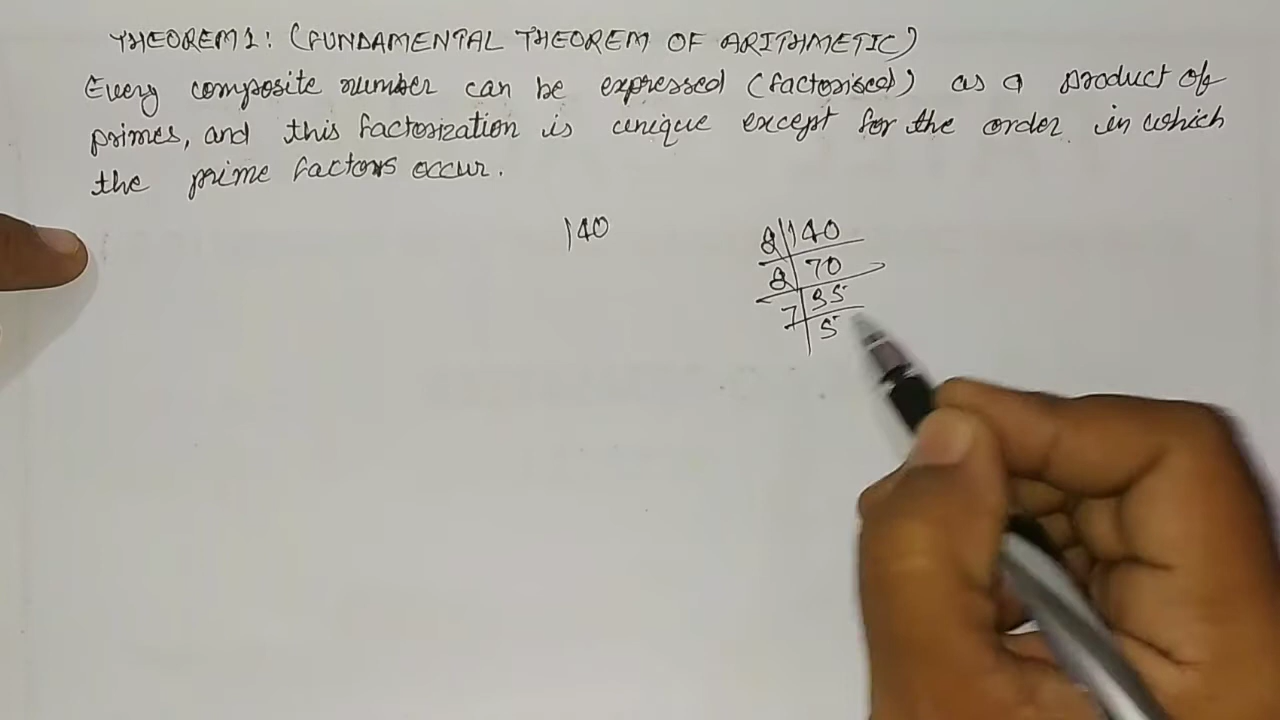 THEOREM 1: (FUNDAMENTAL THEOREM OF ARITHMETIC)
Every composite number can be expressed (factorised) as a product of
primes, and this factorization is unique except for the order in which
the prime factors occur.
140
2 140
2 70
7 35
5